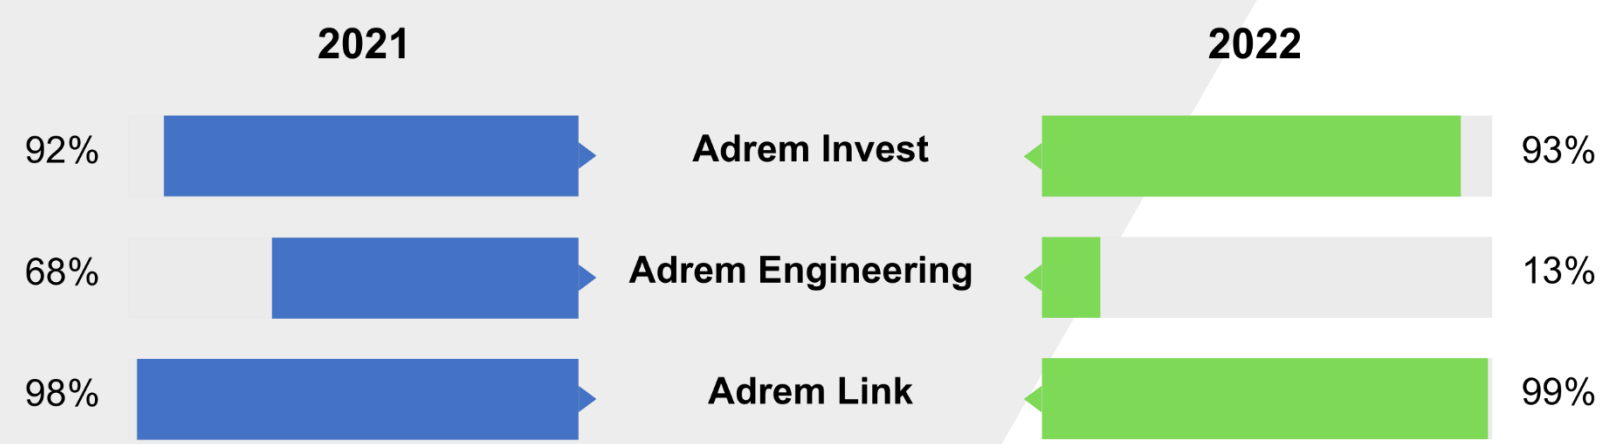 2021 2022
92% Adrem Invest 93%
68% Adrem Engineering 13%
98% Adrem Link 99%